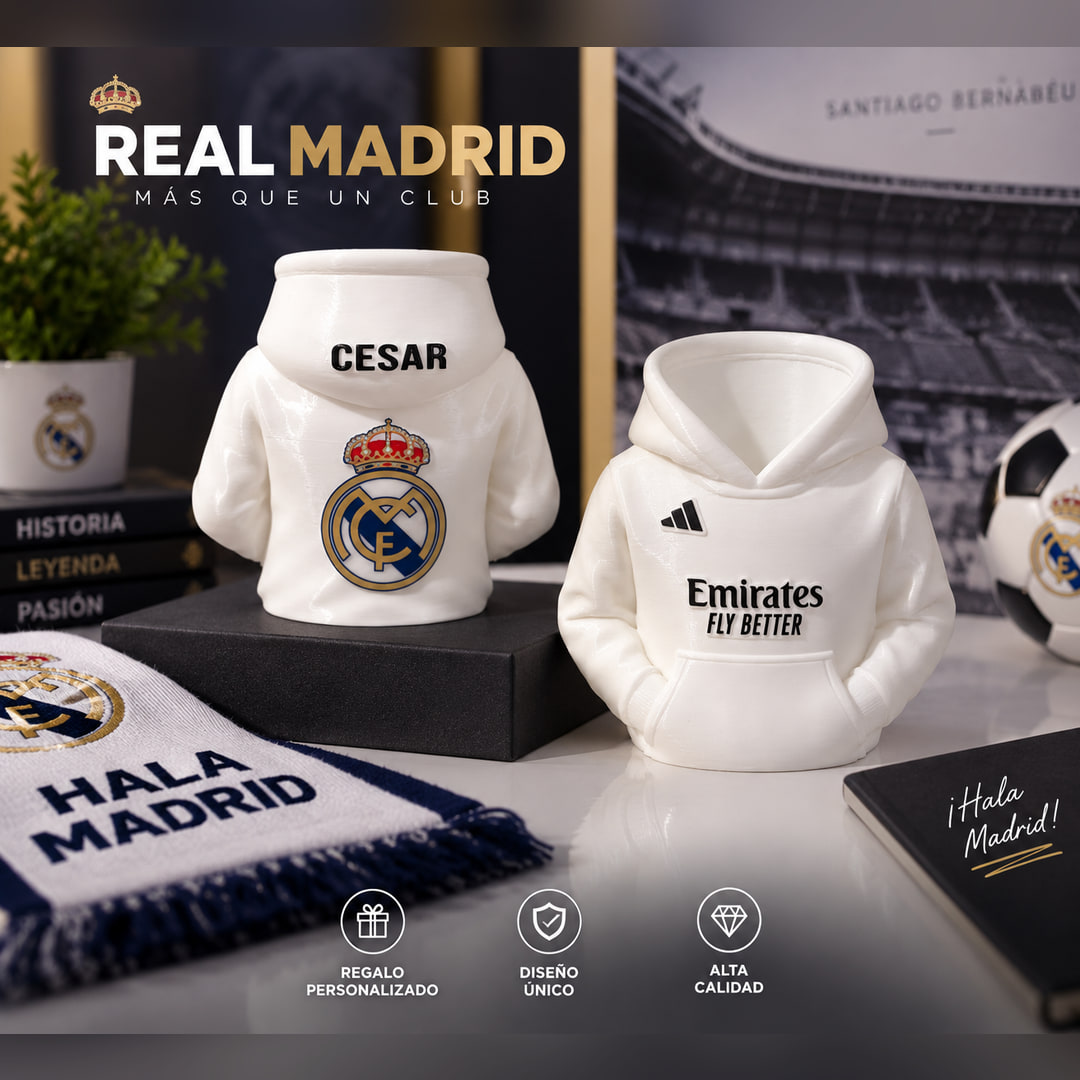 REAL MADRID
MÁS QUE UN CLUB
SANTIAGO BERNABÉU
CESAR
Emirates
FLY BETTER
HISTORIA
LEYENDA
PASIÓN
HALA
MADRID
¡Hala
Madrid!
REGALO
PERSONALIZADO
DISEÑO
ÚNICO
ALTA
CALIDAD